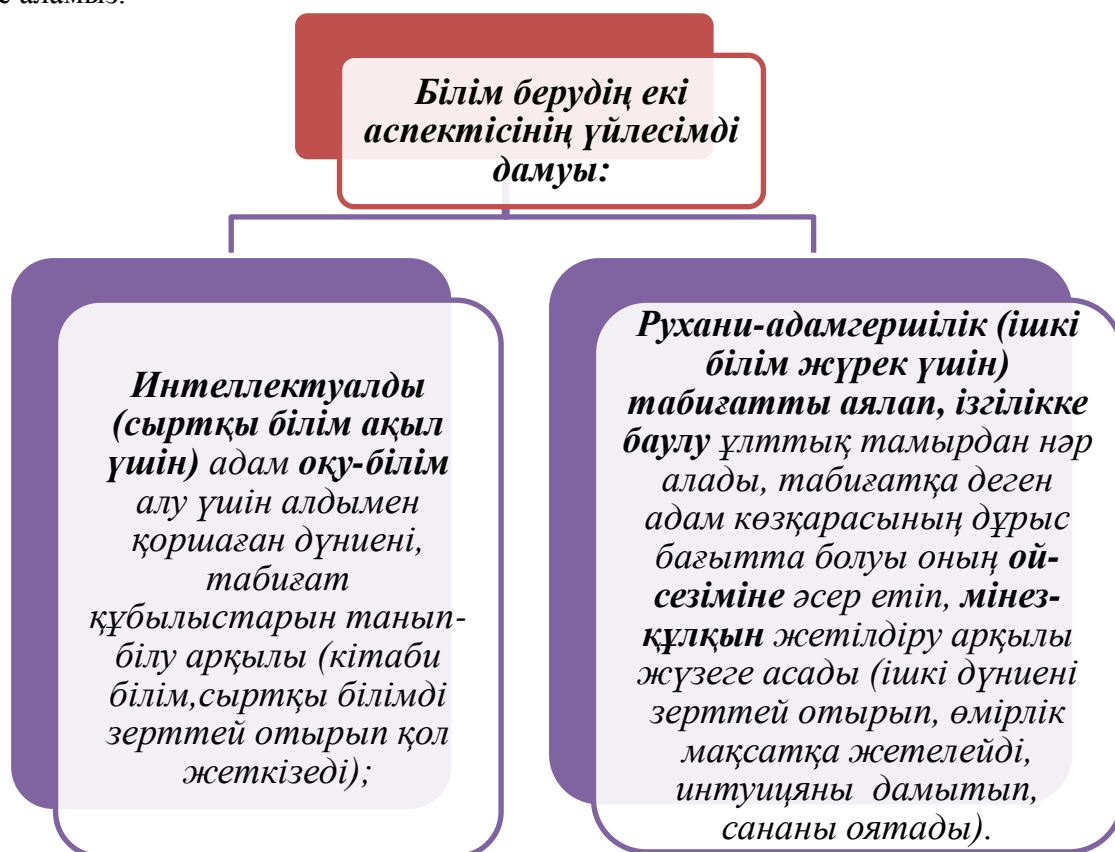 аламыз.
Білім берудің екі
аспектісінің үйлесімді
дамуы:
Интеллектуалды
(сыртқы білім ақыл
үшін) адам оқу-білім
алу үшін алдымен
қоршаған дүниені,
табиғат
құбылыстарын танып-
білу арқылы (кітаби
білім,сыртқы білімді
зерттей отырып қол
жеткізеді);
Рухани-адамгершілік (ішкі
білім жүрек үшін)
табиғатты аялап, ізгілікке
баулу ұлттық тамырдан нәр
алады, табиғатқа деген
адам көзқарасының дұрыс
бағытта болуы оның ой-
сезіміне әсер етіп, мінез-
құлқын жетілдіру арқылы
жүзеге асады (ішкі дүниені
зерттей отырып, өмірлік
мақсатқа жетелейді,
интуицяны дамытып,
сананы оятады).